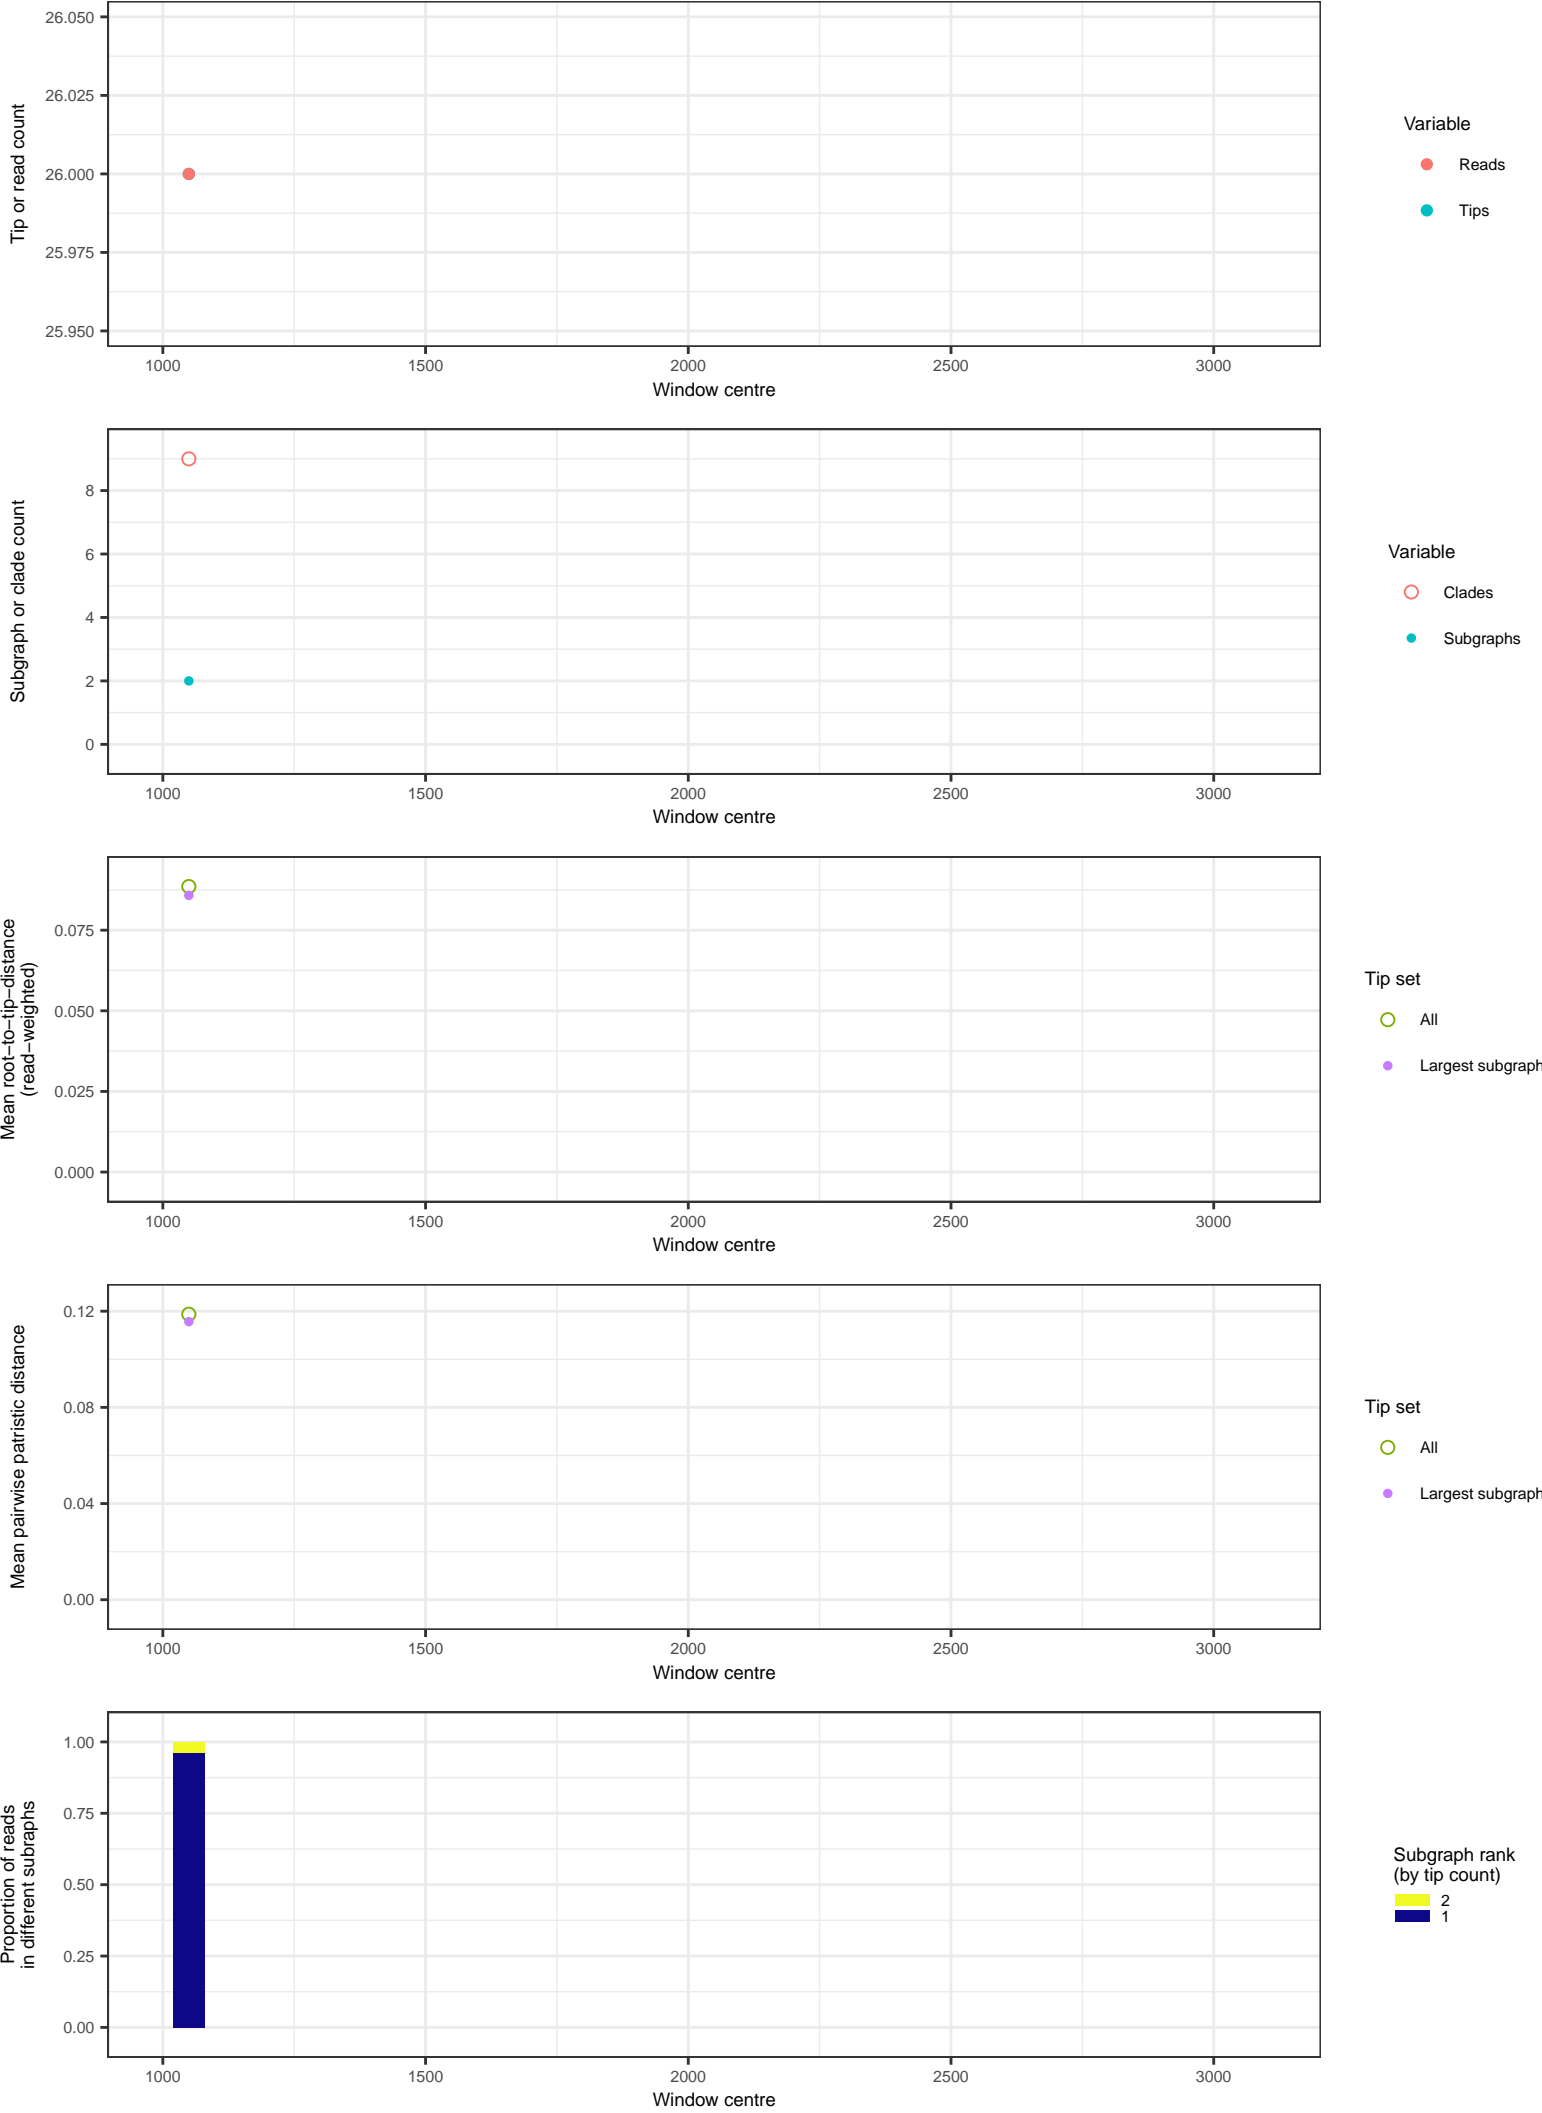 26.050
26.025
26.000
25.975
25.950
Tip or read count
1000 1500 2000 2500 3000
Window centre
Variable
Reads
Tips
8
6
4
2
0
Subgraph or clade count
1000 1500 2000 2500 3000
Window centre
Variable
Clades
Subgraphs
0.075
0.050
0.025
0.000
Mean root−to−tip−distance
(read−weighted)
1000 1500 2000 2500 3000
Window centre
Tip set
All
Largest subgraph
0.12
0.08
0.04
0.00
Mean pairwise patristic distance
1000 1500 2000 2500 3000
Window centre
Tip set
All
Largest subgraph
1.00
0.75
0.50
0.25
0.00
Proportion of reads
in different subraphs
1000 1500 2000 2500 3000
Window centre
Subgraph rank
(by tip count)
2
1